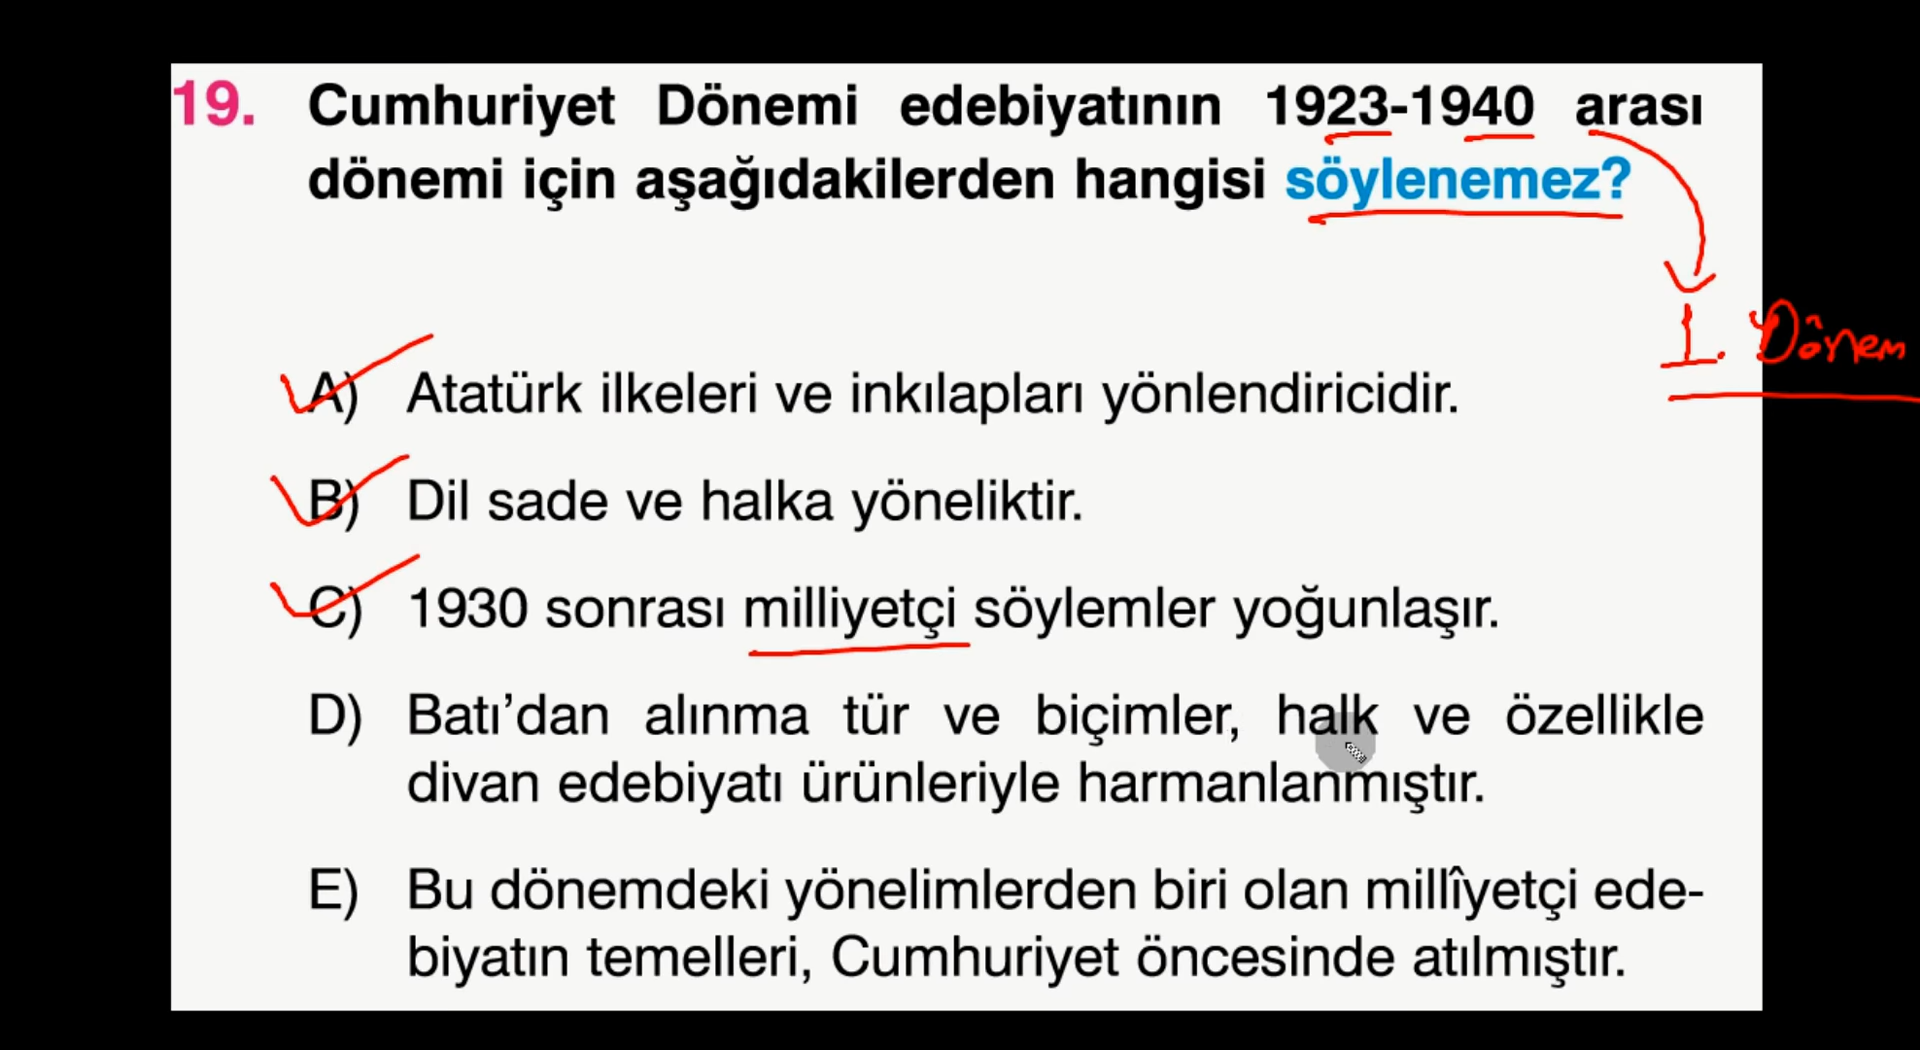 19. Cumhuriyet Dönemi edebiyatının 1923-1940 arası
dönemi için aşağıdakilerden hangisi söylenemez?
I. Dönem
A) Atatürk ilkeleri ve inkılapları yönlendiricidir.
B) Dil sade ve halka yöneliktir.
C) 1930 sonrası milliyetçi söylemler yoğunlaşır.
D) Batı’dan alınma tür ve biçimler, halk ve özellikle
divan edebiyatı ürünleriyle harmanlanmıştır.
E) Bu dönemdeki yönelimlerden biri olan millîyetçi ede-
biyatın temelleri, Cumhuriyet öncesinde atılmıştır.